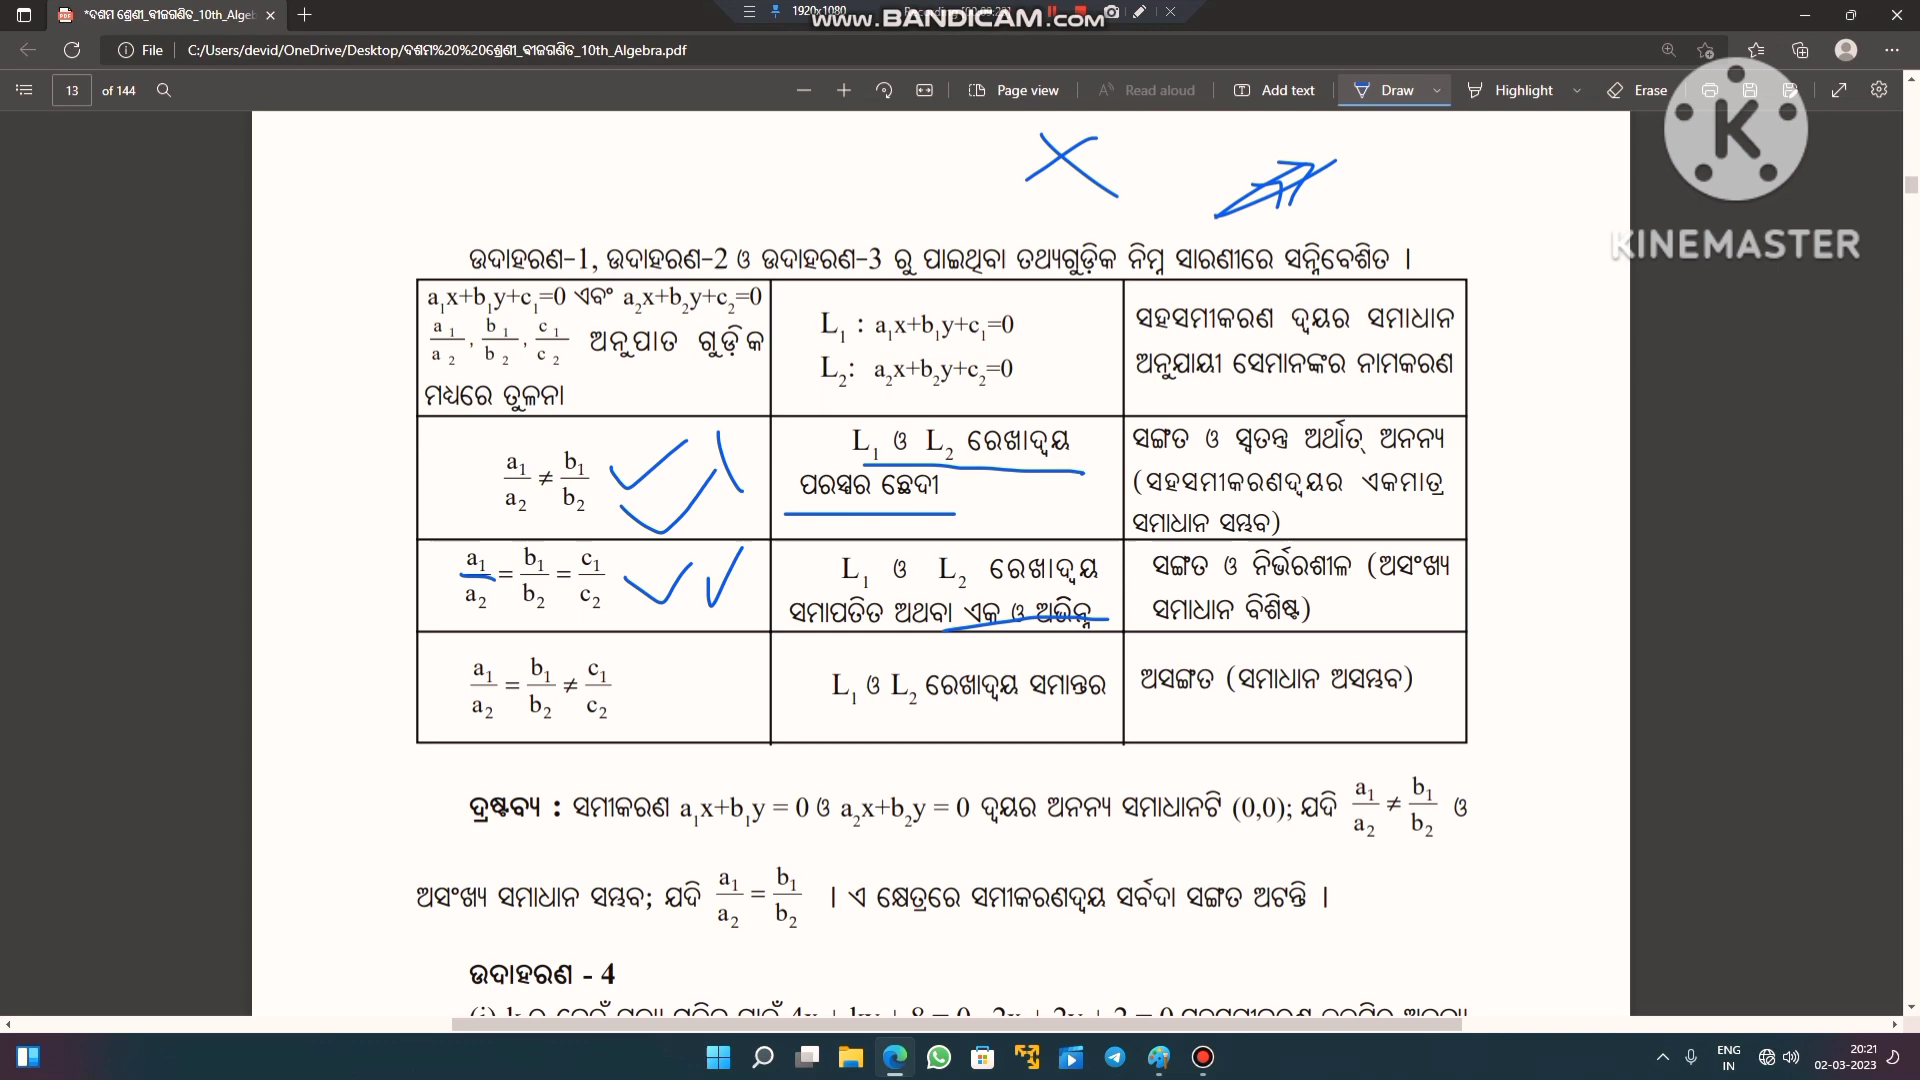 1920x1080
www.BANDICAM.com
*ଦଶମ ଶ୍ରେଣୀ_ବୀଜଗଣିତ_10th_Algeb
File C:/Users/devid/OneDrive/Desktop/ଦଶମ%20%20ଶ୍ରେଣୀ_ବୀଜଗଣିତ_10th_Algebra.pdf
13 of 144 Page view Read aloud Add text Draw Highlight Erase
K
KINEMASTER
ଉଦାହରଣ-1, ଉଦାହରଣ-2 ଓ ଉଦାହରଣ-3 ରୁ ପାଇଥିବା ତଥ୍ୟଗୁଡ଼ିକ ନିମ୍ନ ସାରଣୀରେ ସନ୍ନିବେଶିତ ।
a₁x+b₁y+c₁=0 ଏବଂ a₂x+b₂y+c₂=0
a₁/a₂, b₁/b₂, c₁/c₂ ଅନୁପାତ ଗୁଡ଼ିକ
ମଧ୍ୟରେ ତୁଳନା
L₁ : a₁x+b₁y+c₁=0
L₂: a₂x+b₂y+c₂=0
ସହସମୀକରଣ ଦ୍ୱୟର ସମାଧାନ
ଅନୁଯାୟୀ ସେମାନଙ୍କର ନାମକରଣ
a₁/a₂ ≠ b₁/b₂
L₁ ଓ L₂ ରେଖାଦ୍ୱୟ
ପରସ୍ପର ଛେଦୀ
ସଙ୍ଗତ ଓ ସ୍ୱତନ୍ତ୍ର ଅର୍ଥାତ୍ ଅନନ୍ୟ
(ସହସମୀକରଣଦ୍ୱୟର ଏକମାତ୍ର
ସମାଧାନ ସମ୍ଭବ)
a₁/a₂ = b₁/b₂ = c₁/c₂
L₁ ଓ L₂ ରେଖାଦ୍ୱୟ
ସମାପତିତ ଅଥବା ଏକ ଓ ଅଭିନ୍ନ
ସଙ୍ଗତ ଓ ନିର୍ଭରଶୀଳ (ଅସଂଖ୍ୟ
ସମାଧାନ ବିଶିଷ୍ଟ)
a₁/a₂ = b₁/b₂ ≠ c₁/c₂
L₁ ଓ L₂ ରେଖାଦ୍ୱୟ ସମାନ୍ତର
ଅସଙ୍ଗତ (ସମାଧାନ ଅସମ୍ଭବ)
ଦ୍ରଷ୍ଟବ୍ୟ : ସମୀକରଣ a₁x+b₁y = 0 ଓ a₂x+b₂y = 0 ଦ୍ୱୟର ଅନନ୍ୟ ସମାଧାନଟି (0,0); ଯଦି a₁/a₂ ≠ b₁/b₂ ଓ
ଅସଂଖ୍ୟ ସମାଧାନ ସମ୍ଭବ; ଯଦି a₁/a₂ = b₁/b₂ । ଏ କ୍ଷେତ୍ରରେ ସମୀକରଣଦ୍ୱୟ ସର୍ବଦା ସଙ୍ଗତ ଅଟନ୍ତି ।
ଉଦାହରଣ - 4
ENG
IN
20:21
02-03-2023